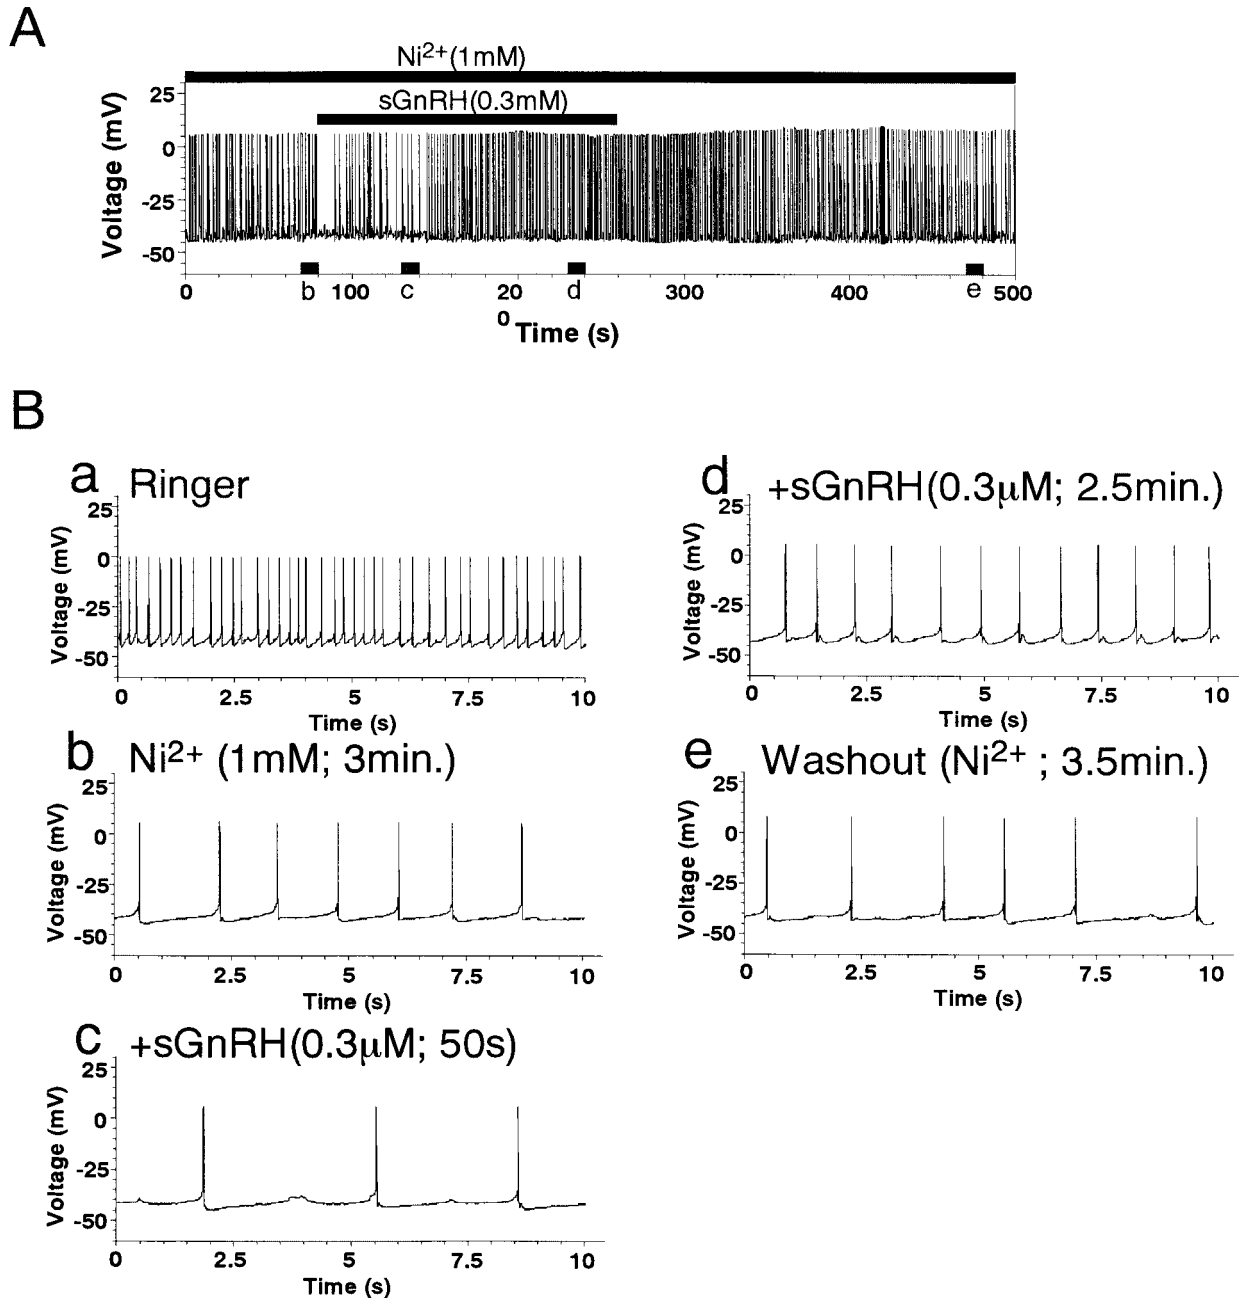 A
Ni2+(1mM)
sGnRH(0.3mM)
Voltage (mV)
25
0
-25
-50
b
c
d
e
0
100
20
0
300
400
500
Time (s)
B
a Ringer
Voltage (mV)
25
0
-25
-50
0 2.5 5 7.5 10
Time (s)
b Ni2+ (1mM; 3min.)
Voltage (mV)
25
0
-25
-50
0 2.5 5 7.5 10
Time (s)
c +sGnRH(0.3μM; 50s)
Voltage (mV)
25
0
-25
-50
0 2.5 5 7.5 10
Time (s)
d +sGnRH(0.3μM; 2.5min.)
Voltage (mV)
25
0
-25
-50
0 2.5 5 7.5 10
Time (s)
e Washout (Ni2+ ; 3.5min.)
Voltage (mV)
25
0
-25
-50
0 2.5 5 7.5 10
Time (s)